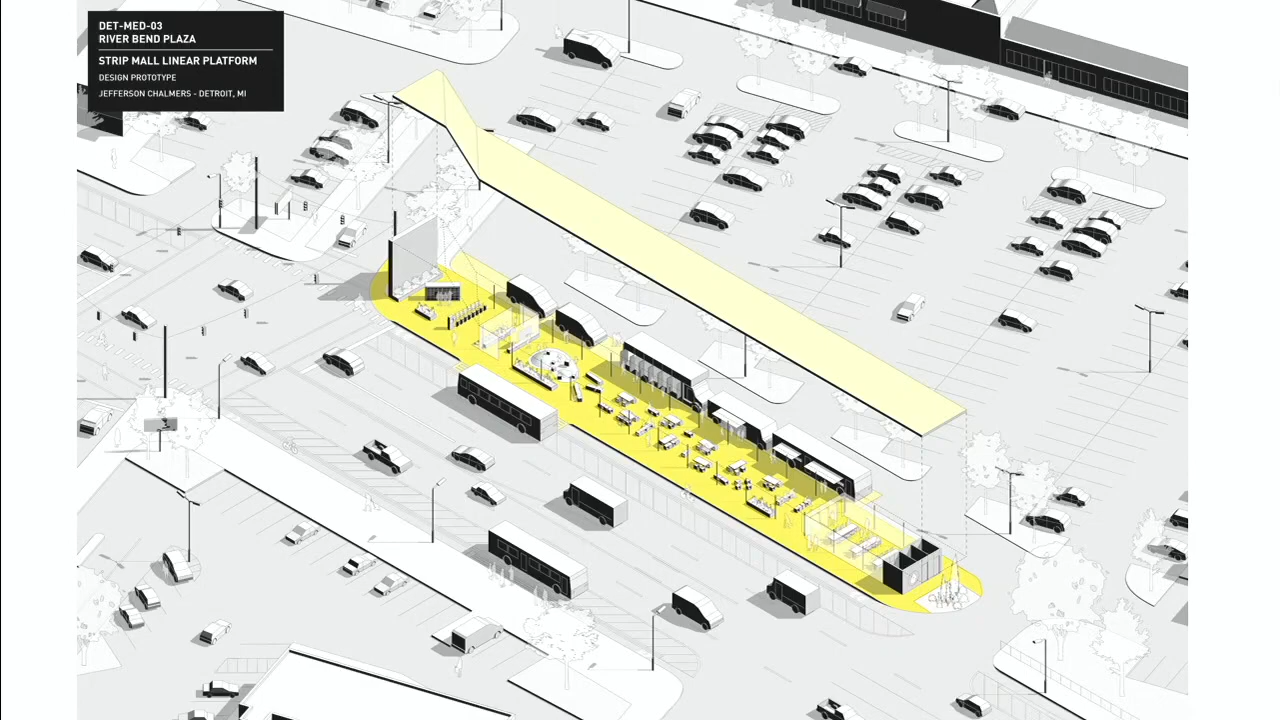 DET-MED-03
RIVER BEND PLAZA
STRIP MALL LINEAR PLATFORM
DESIGN PROTOTYPE
JEFFERSON CHALMERS - DETROIT, MI